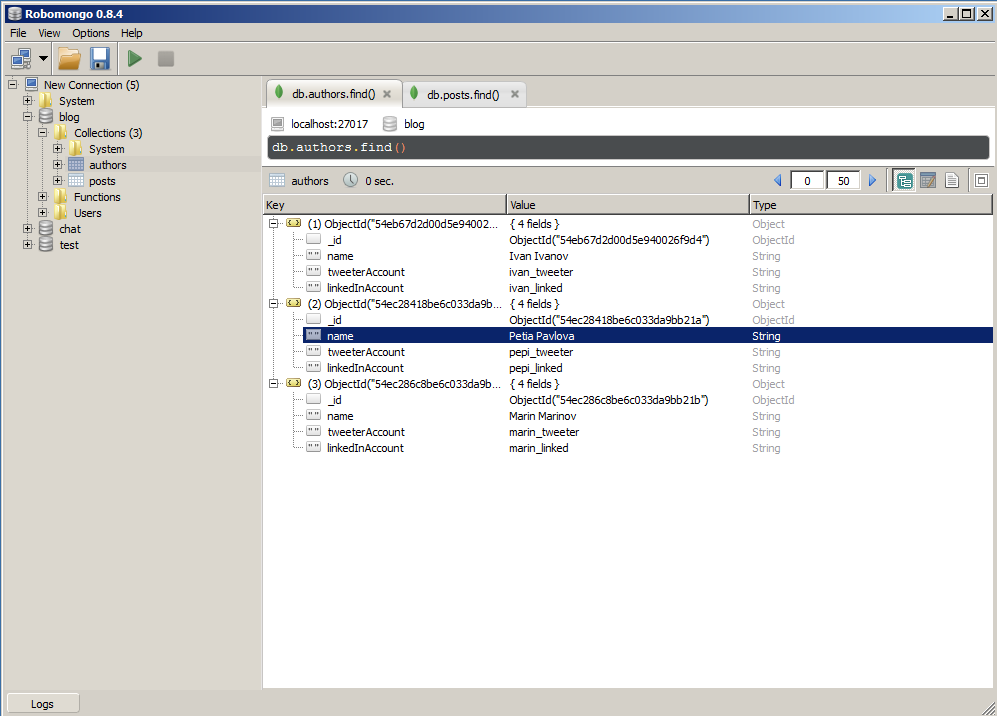 Robomongo 0.8.4
File View Options Help
New Connection (5)
System
blog
Collections (3)
System
authors
posts
Functions
Users
chat
test
db.authors.find() db.posts.find()
localhost:27017 blog
db.authors.find()
authors 0 sec. 0 50
Key Value Type
(1) ObjectId("54eb67d2d00d5e94002... { 4 fields } Object
_id ObjectId("54eb67d2d00d5e940026f9d4") ObjectId
" " name Ivan Ivanov String
" " tweeterAccount ivan_tweeter String
" " linkedInAccount ivan_linked String
(2) ObjectId("54ec28418be6c033da9b... { 4 fields } Object
_id ObjectId("54ec28418be6c033da9bb21a") ObjectId
" " name Petia Pavlova String
" " tweeterAccount pepi_tweeter String
" " linkedInAccount pepi_linked String
(3) ObjectId("54ec286c8be6c033da9b... { 4 fields } Object
_id ObjectId("54ec286c8be6c033da9bb21b") ObjectId
" " name Marin Marinov String
" " tweeterAccount marin_tweeter String
" " linkedInAccount marin_linked String
Logs